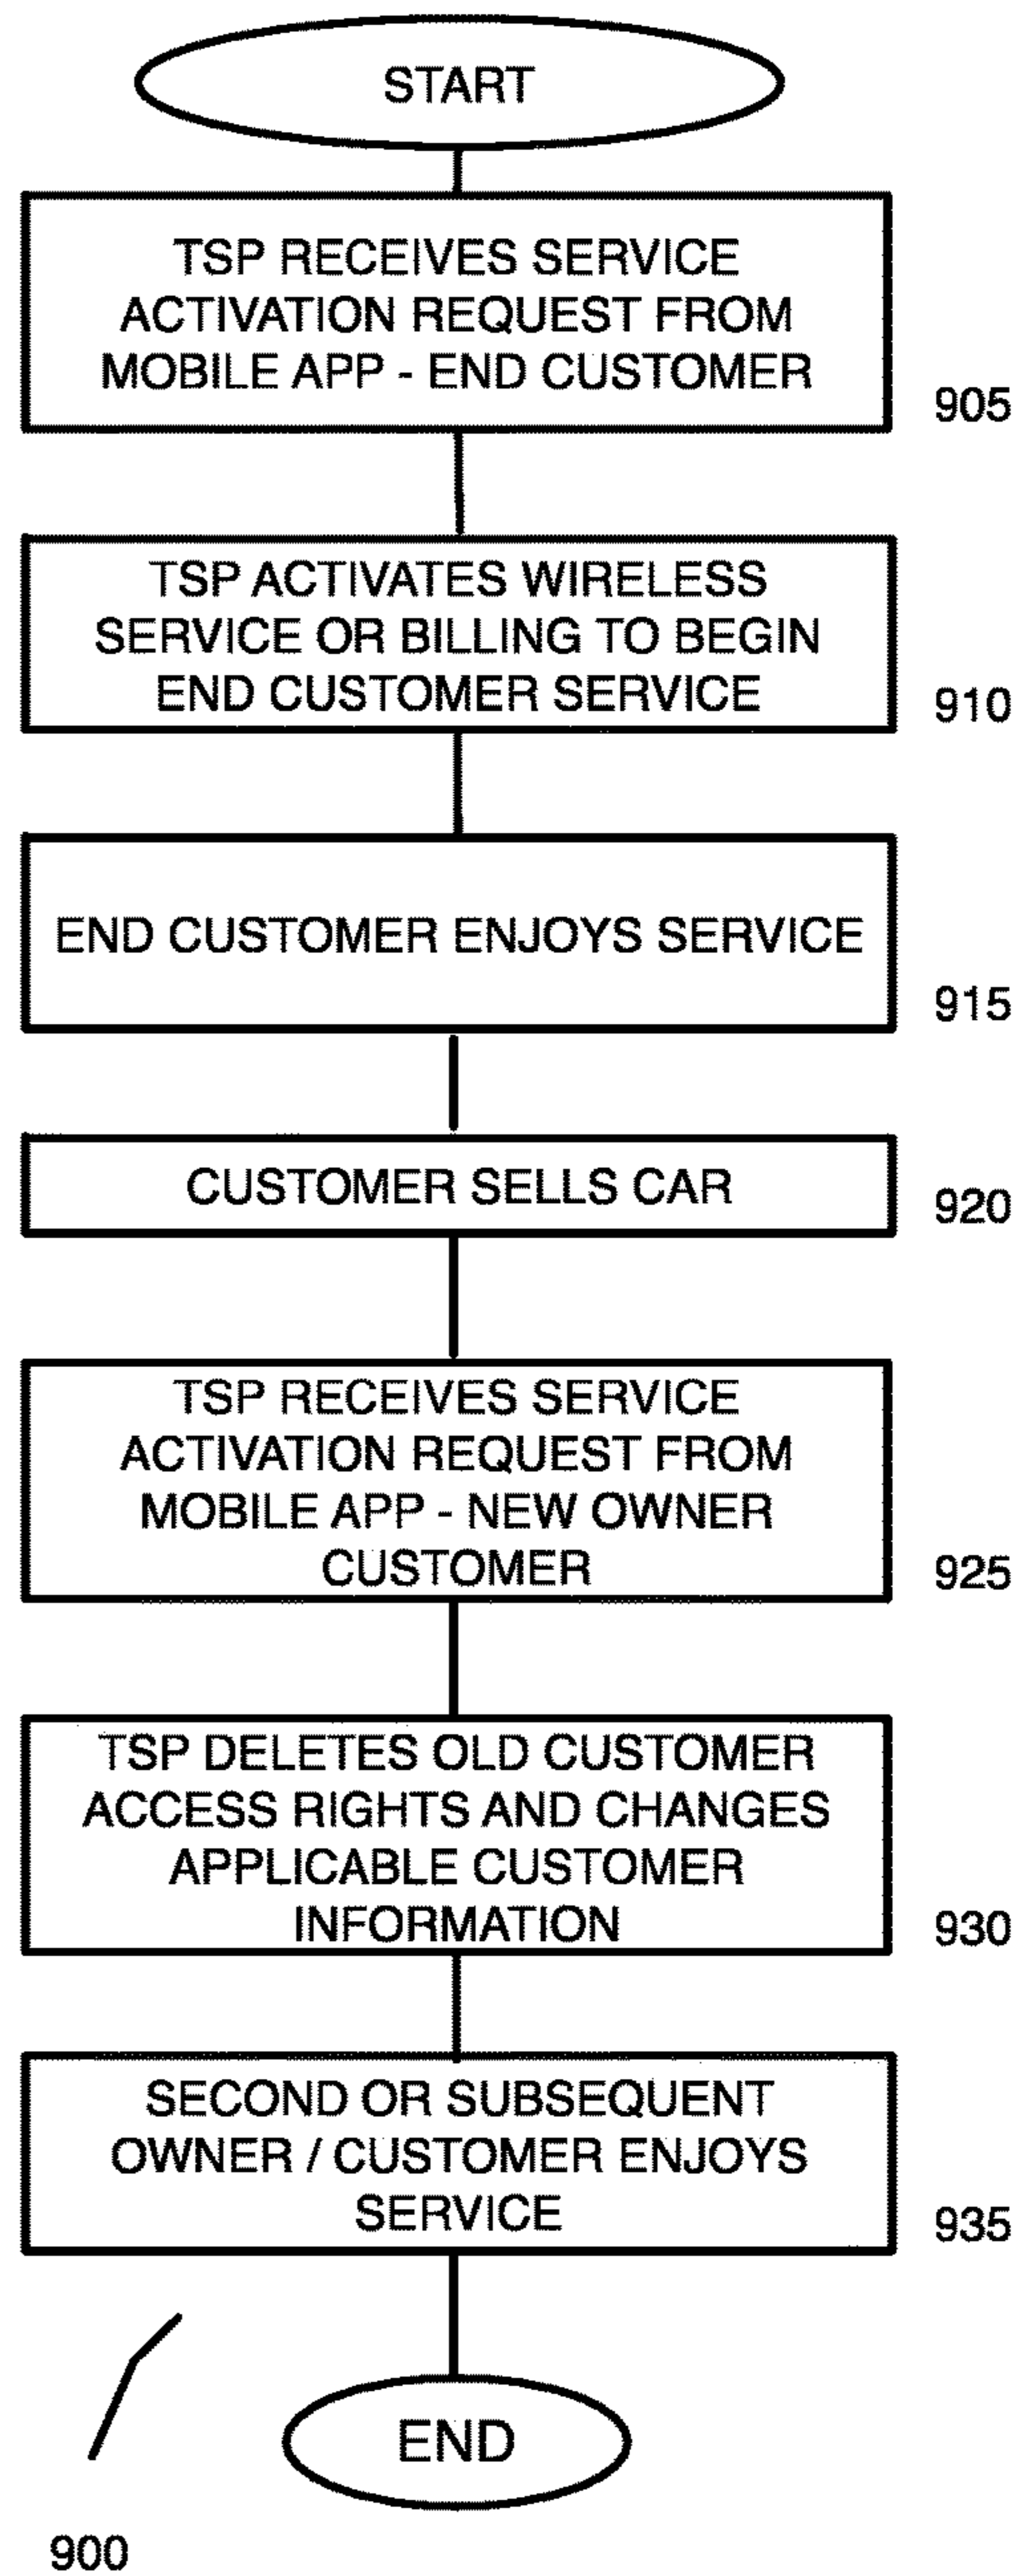 START
TSP RECEIVES SERVICE
ACTIVATION REQUEST FROM
MOBILE APP - END CUSTOMER
905
TSP ACTIVATES WIRELESS
SERVICE OR BILLING TO BEGIN
END CUSTOMER SERVICE
910
END CUSTOMER ENJOYS SERVICE
915
CUSTOMER SELLS CAR
920
TSP RECEIVES SERVICE
ACTIVATION REQUEST FROM
MOBILE APP - NEW OWNER
CUSTOMER
925
TSP DELETES OLD CUSTOMER
ACCESS RIGHTS AND CHANGES
APPLICABLE CUSTOMER
INFORMATION
930
SECOND OR SUBSEQUENT
OWNER / CUSTOMER ENJOYS
SERVICE
935
END
900